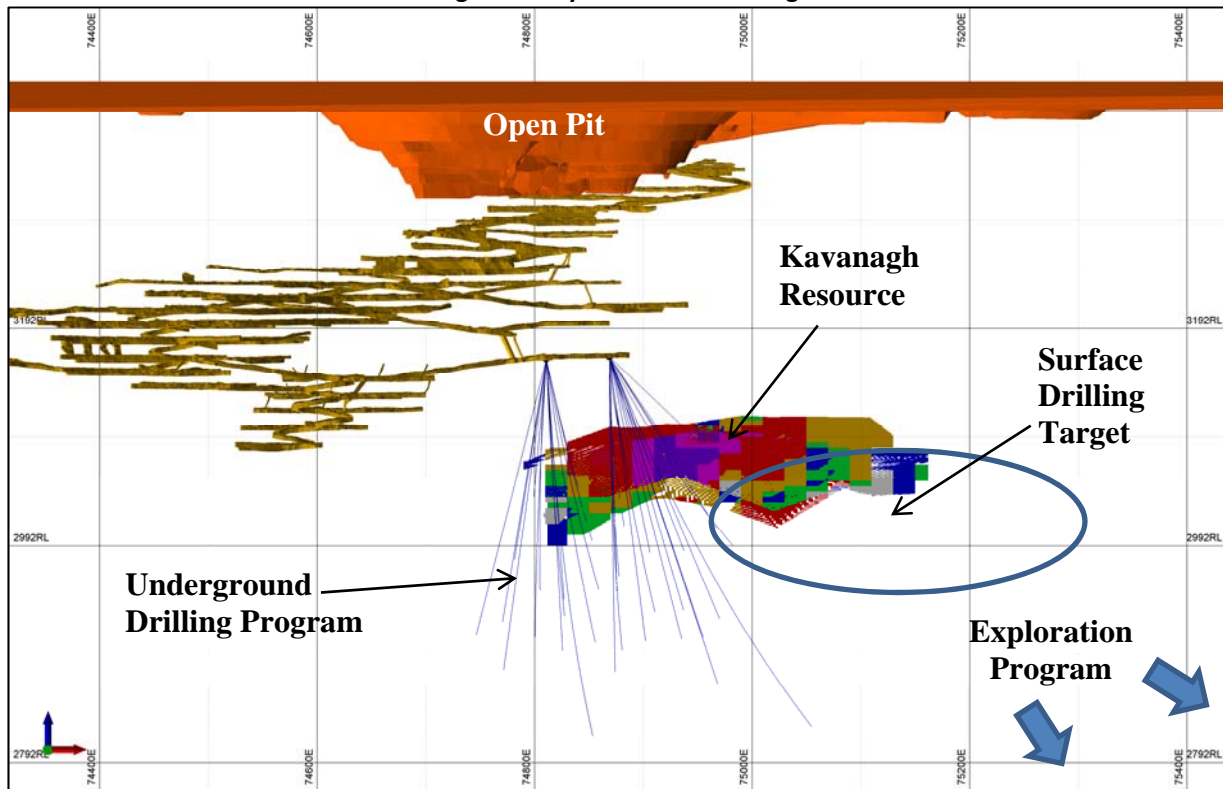 74400E
74600E
74800E
75000E
75200E
75400E
Open Pit
Kavanagh
Resource
3192RL
3192RL
Surface
Drilling
Target
2992RL
2992RL
Underground
Drilling Program
Exploration
Program
2792RL
2792RL
74400E
74600E
74800E
75000E
75200E
75400E